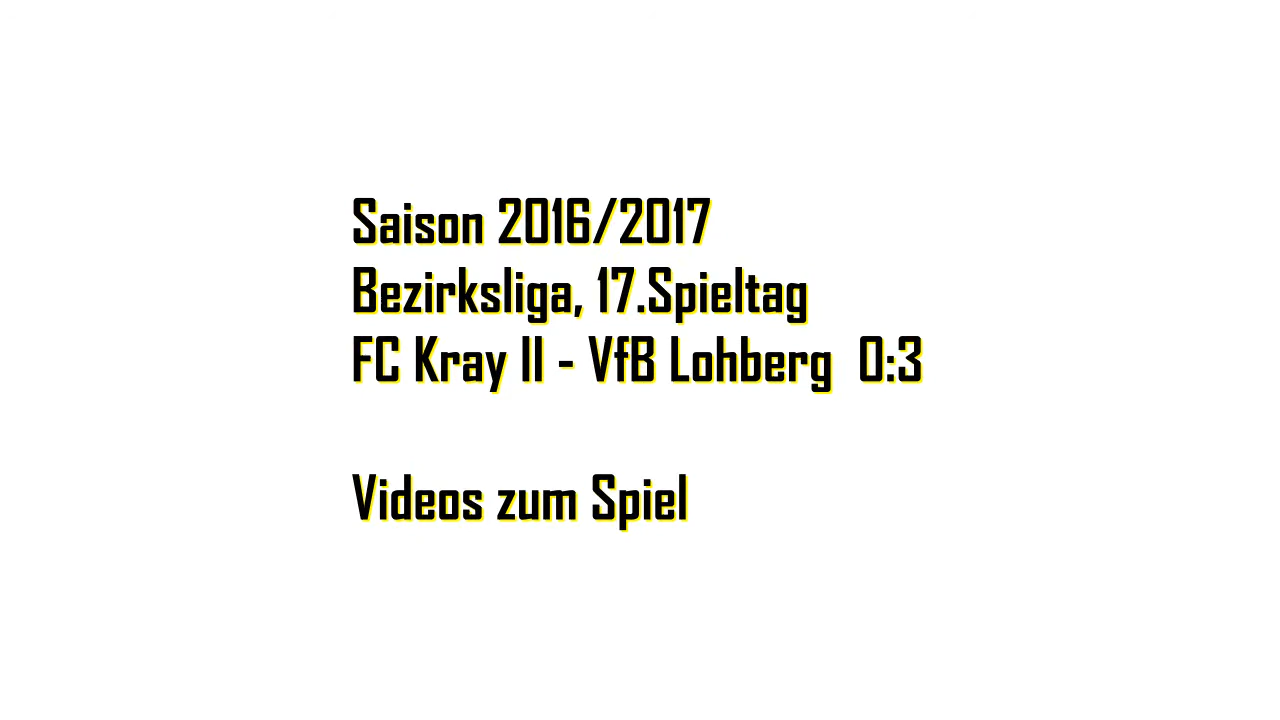 Saison 2016/2017
Bezirksliga, 17.Spieltag
FC Kray II - VfB Lohberg  0:3
Videos zum Spiel